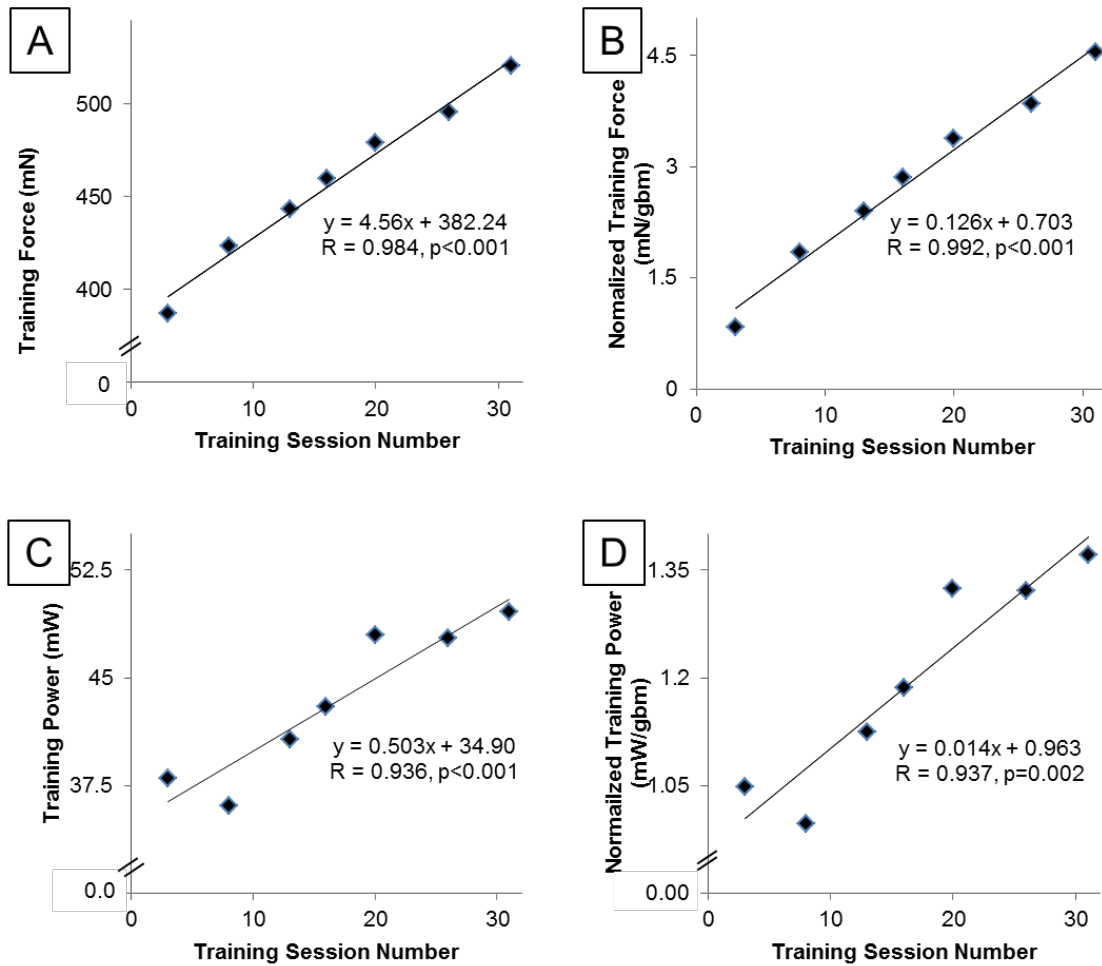 A
Training Force (mN)
500
450
400
0
y = 4.56x + 382.24
R = 0.984, p<0.001
0 10 20 30
Training Session Number
B
Nomalized Training Force
(mN/gbm)
4.5
3
1.5
0
y = 0.126x + 0.703
R = 0.992, p<0.001
0 10 20 30
Training Session Number
C
Training Power (mW)
52.5
45
37.5
0.0
y = 0.503x + 34.90
R = 0.936, p<0.001
0 10 20 30
Training Session Number
D
Normailzed Training Power
(mW/gbm)
1.35
1.2
1.05
0.00
y = 0.014x + 0.963
R = 0.937, p=0.002
0 10 20 30
Training Session Number